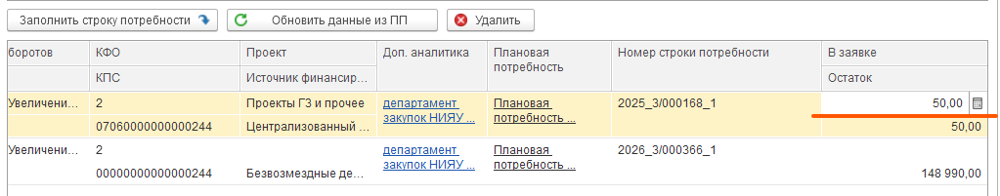 Заполнить строку потребности
Обновить данные из ПП
Удалить
боротов КФО Проект Доп. аналитика Плановая потребность Номер строки потребности В заявке
КПС Источник финансир... Остаток
Увеличени... 2 Проекты ГЗ и прочее департамент закупок НИЯУ ... Плановая потребность ... 2025_3/000168_1 50,00
07060000000000244 Централизованный ... 50,00
Увеличени... 2 департамент закупок НИЯУ ... Плановая потребность ... 2026_3/000366_1
00000000000000244 Безвозмездные де... 148 990,00